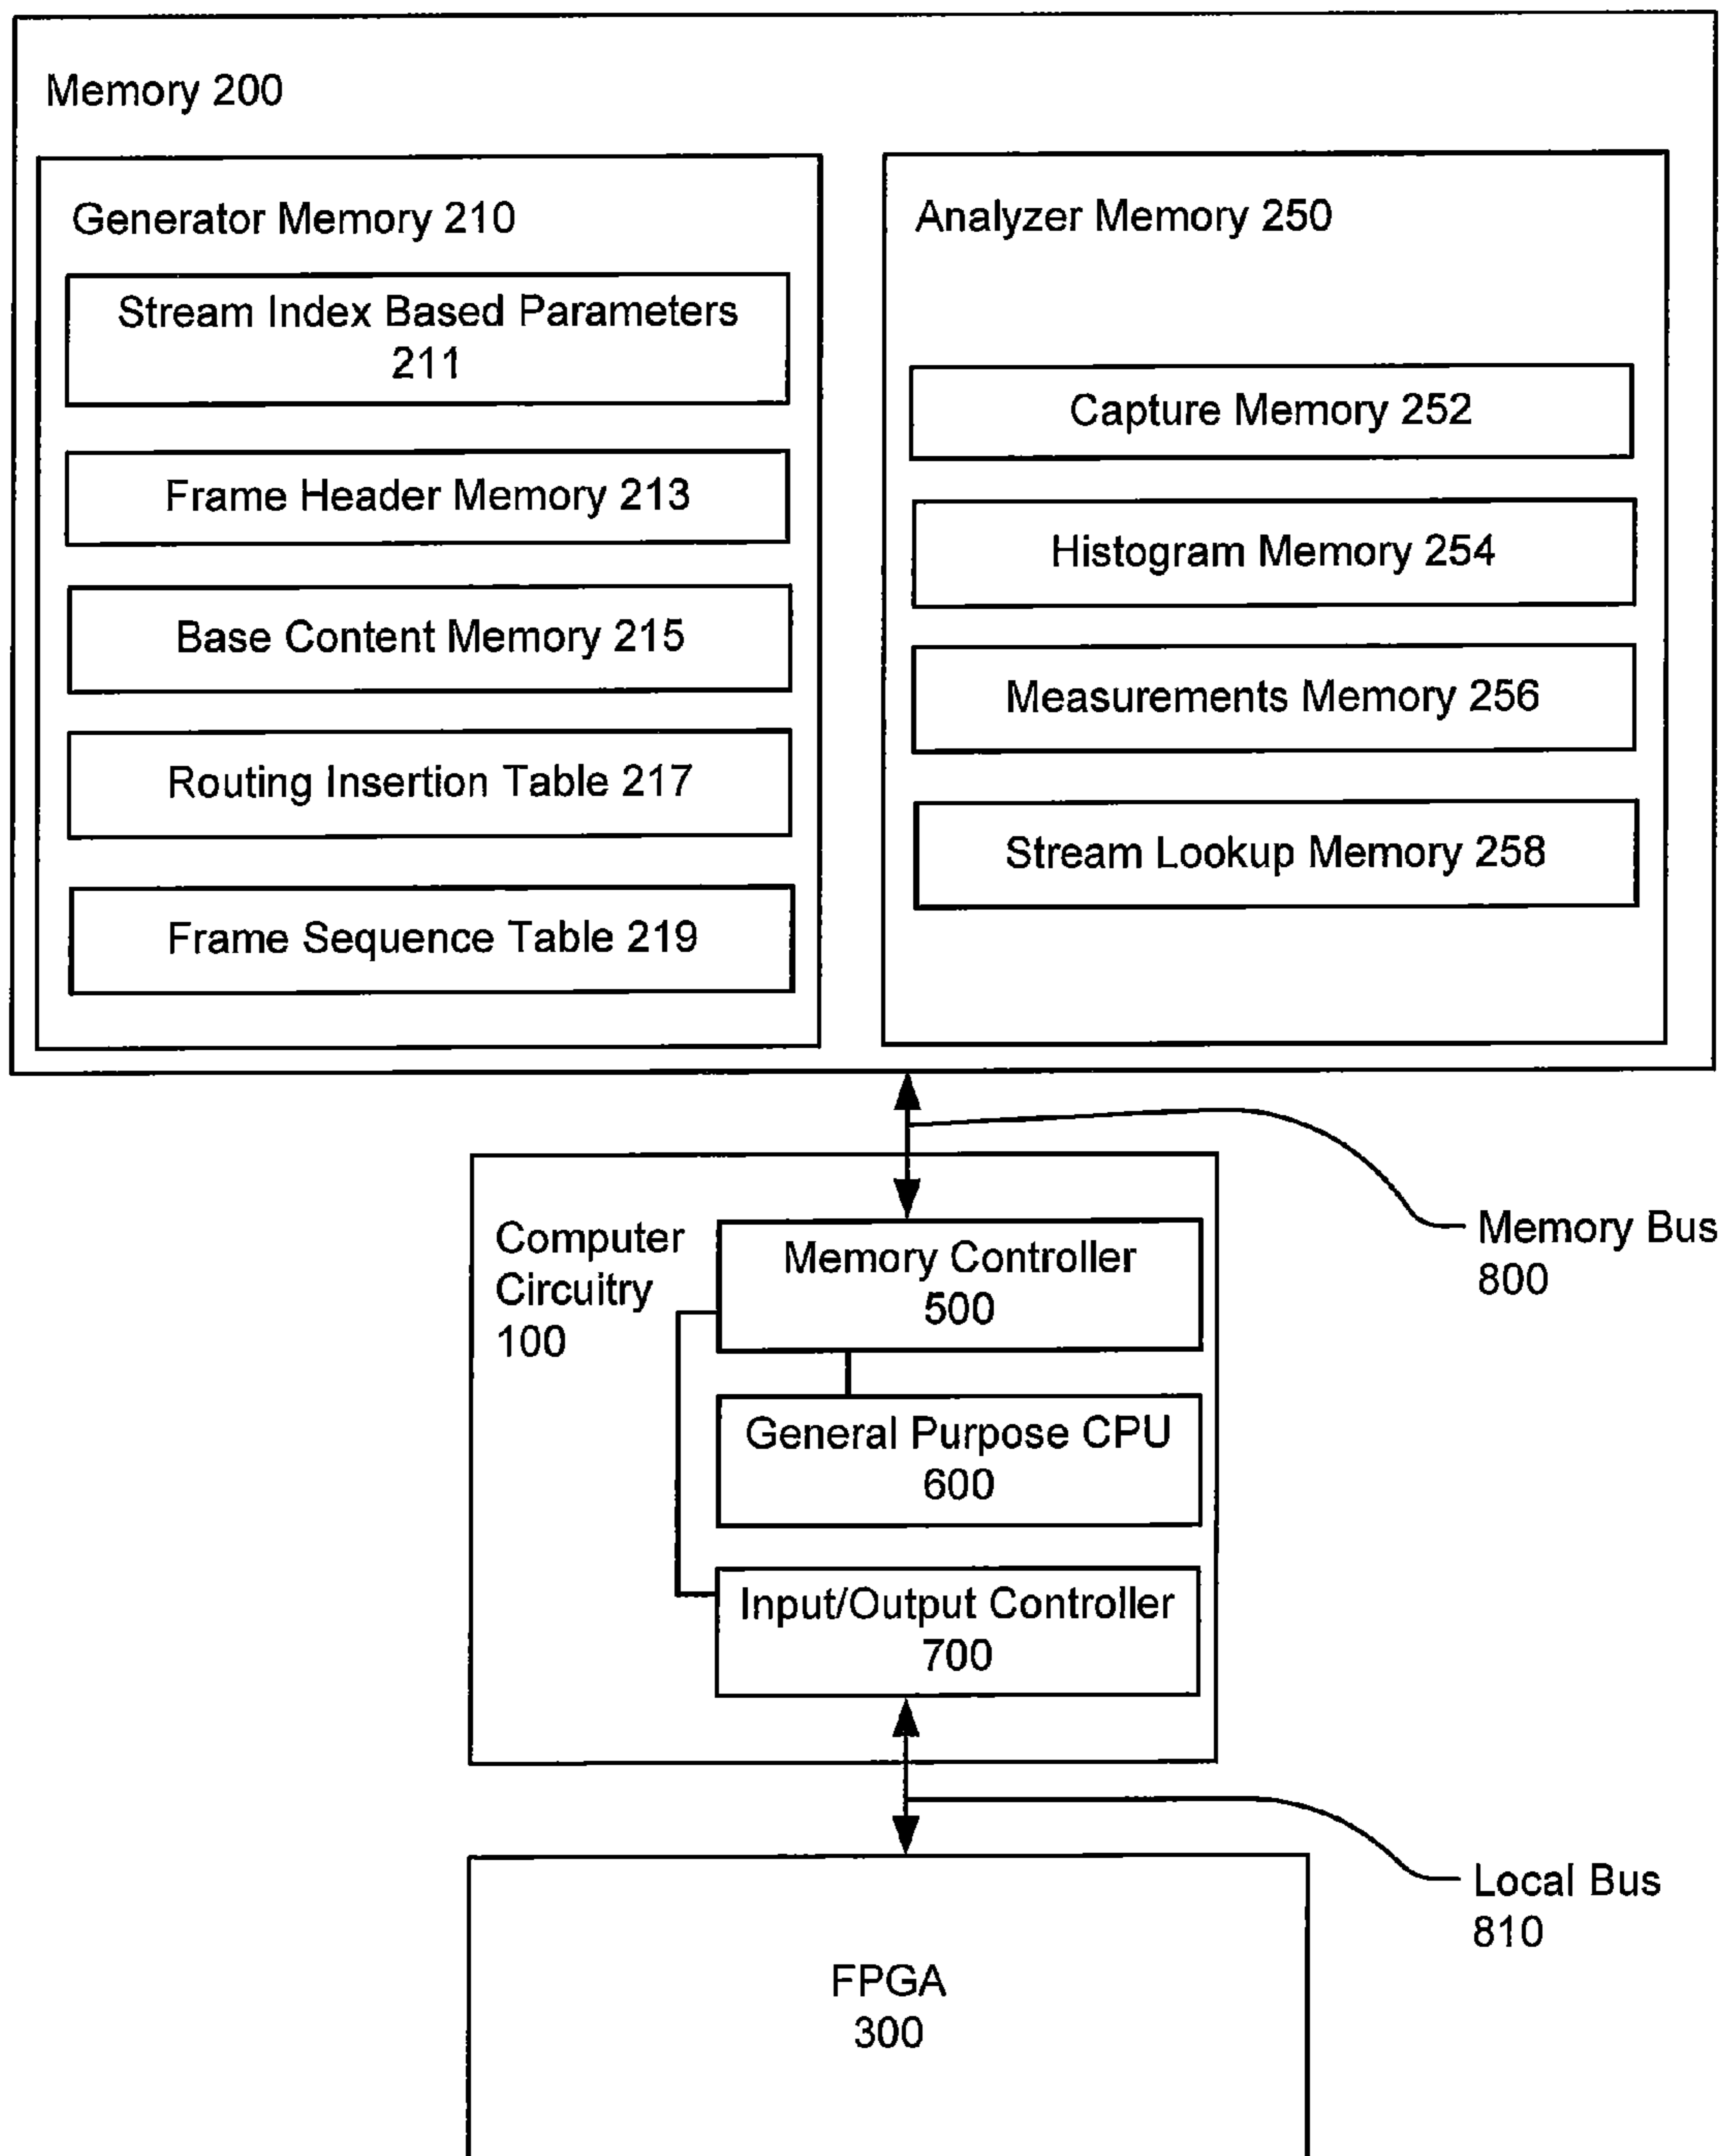 Memory 200
Generator Memory 210
Stream Index Based Parameters
211
Frame Header Memory 213
Base Content Memory 215
Routing Insertion Table 217
Frame Sequence Table 219
Analyzer Memory 250
Capture Memory 252
Histogram Memory 254
Measurements Memory 256
Stream Lookup Memory 258
Memory Bus
800
Computer
Circuitry
100
Memory Controller
500
General Purpose CPU
600
Input/Output Controller
700
Local Bus
810
FPGA
300